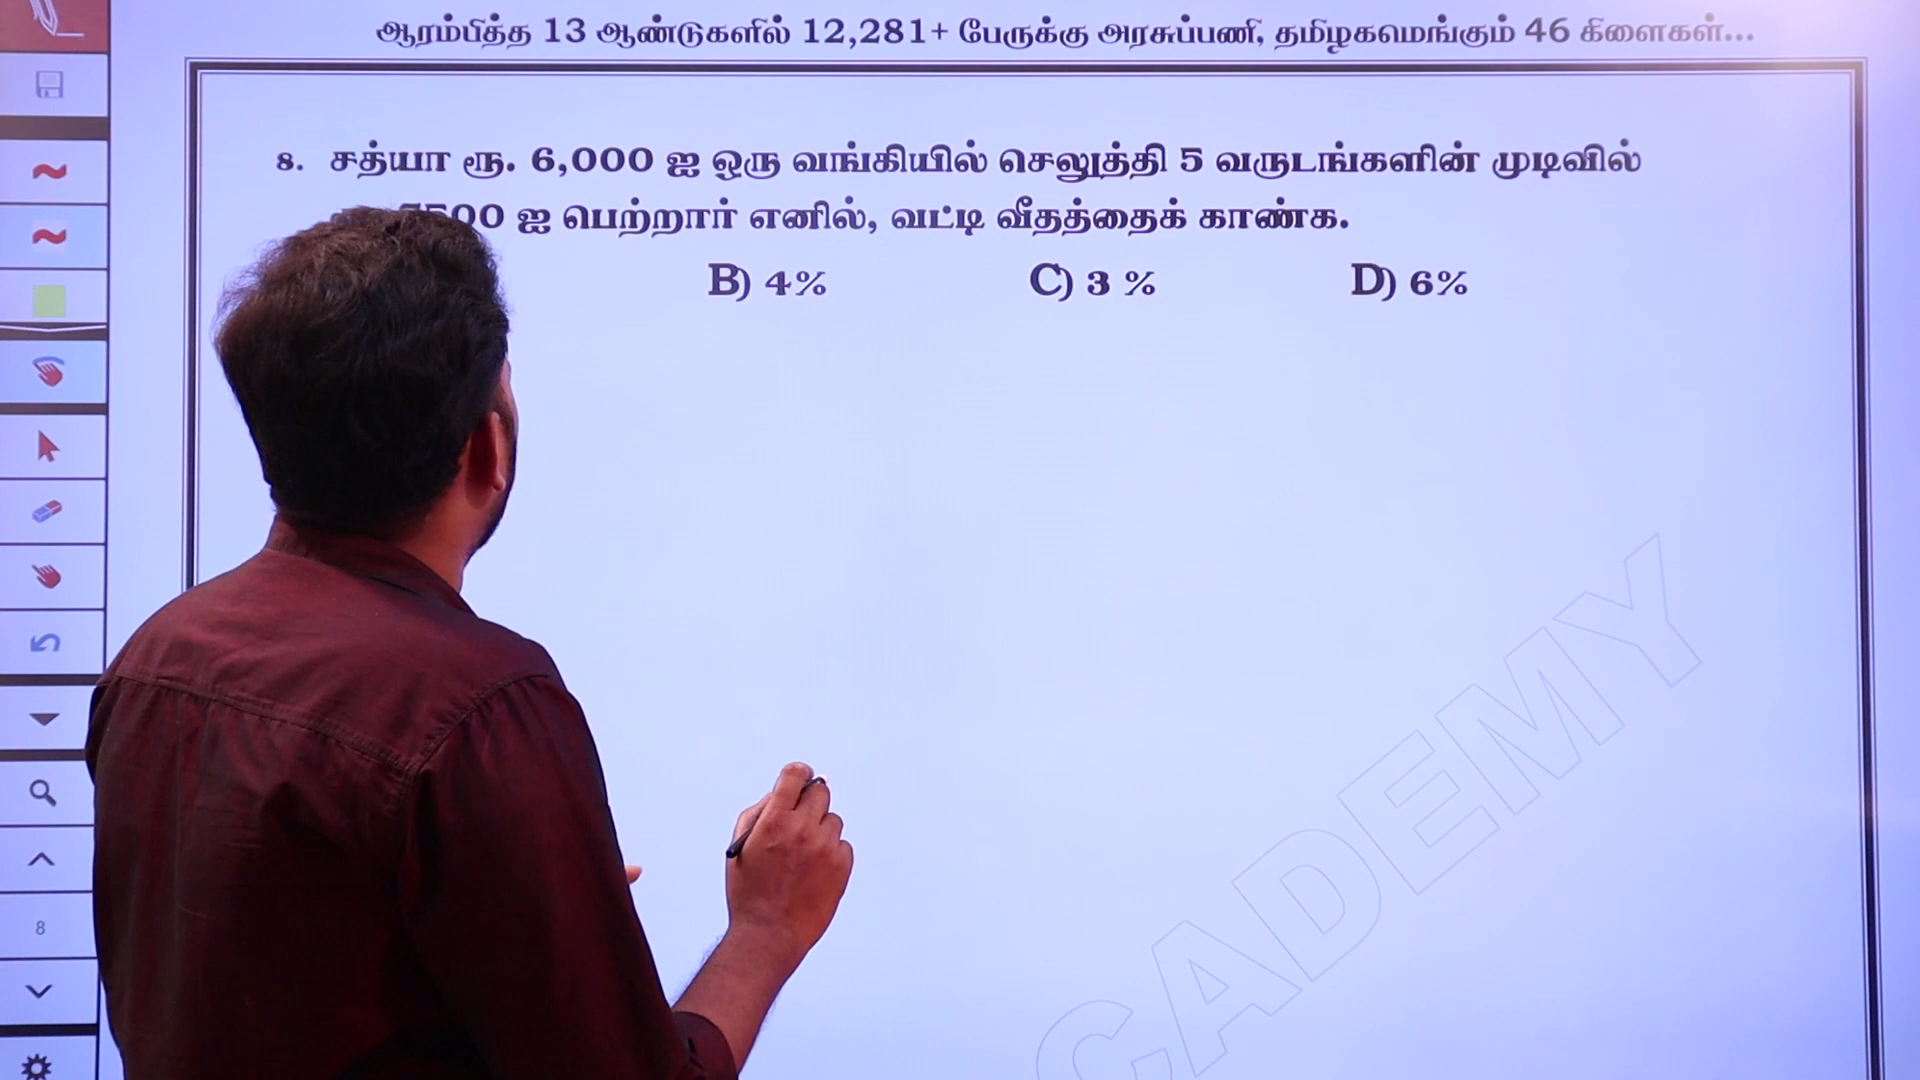 ஆரம்பித்த 13 ஆண்டுகளில் 12,281+ பேருக்கு அரசுப்பணி, தமிழகமெங்கும் 46 கிளைகள்...
8. சத்யா ரூ. 6,000 ஐ ஒரு வங்கியில் செலுத்தி 5 வருடங்களின் முடிவில்
7500 ஐ பெற்றார் எனில், வட்டி வீதத்தைக் காண்க.
B) 4% C) 3 % D) 6%
CADEMY
8